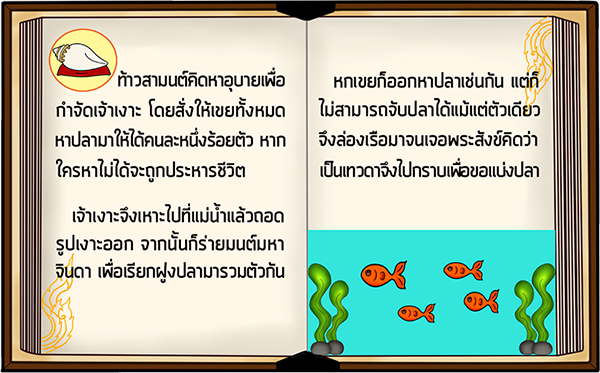 ท้าวสามนต์คิดหาอุบายเพื่อ
กำจัดเจ้าเงาะ โดยสั่งให้เขยทั้งหมด
หาปลามาให้ได้คนละหนึ่งร้อยตัว หาก
ใครหาไม่ได้จะถูกประหารชีวิต
เจ้าเงาะจึงเหาะไปที่แม่น้ำแล้วถอด
รูปเงาะออก จากนั้นก็ร่ายมนต์มหา
จินดา เพื่อเรียกฝูงปลามารวมตัวกัน
หกเขยก็ออกหาปลาเช่นกัน แต่ก็
ไม่สามารถจับปลาได้แม้แต่ตัวเดียว
จึงล่องเรือมาจนเจอพระสังข์คิดว่า
เป็นเทวดาจึงไปกราบเพื่อขอแบ่งปลา